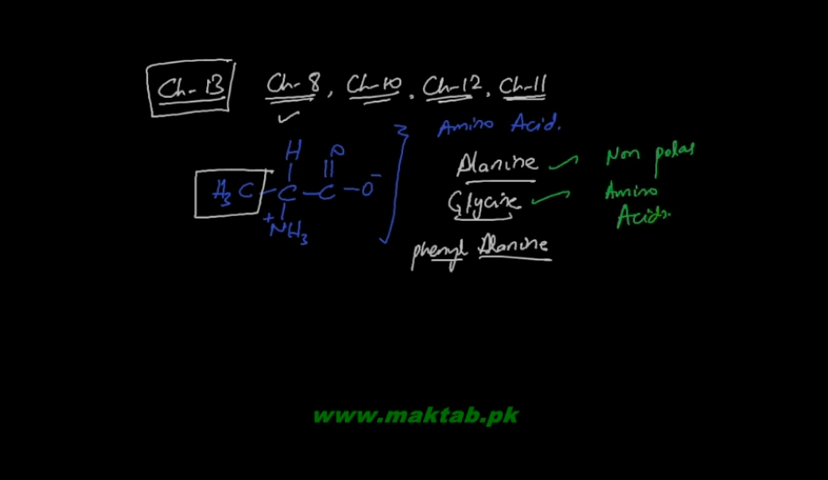 Ch-13 Ch-8, Ch-10, Ch-12, Ch-11
Amino Acid.
H O
H3C - C - C - O-
+NH3
Alanine
Glycine
phenyl Alanine
Non polar
Amino
Acids.
www.maktab.pk